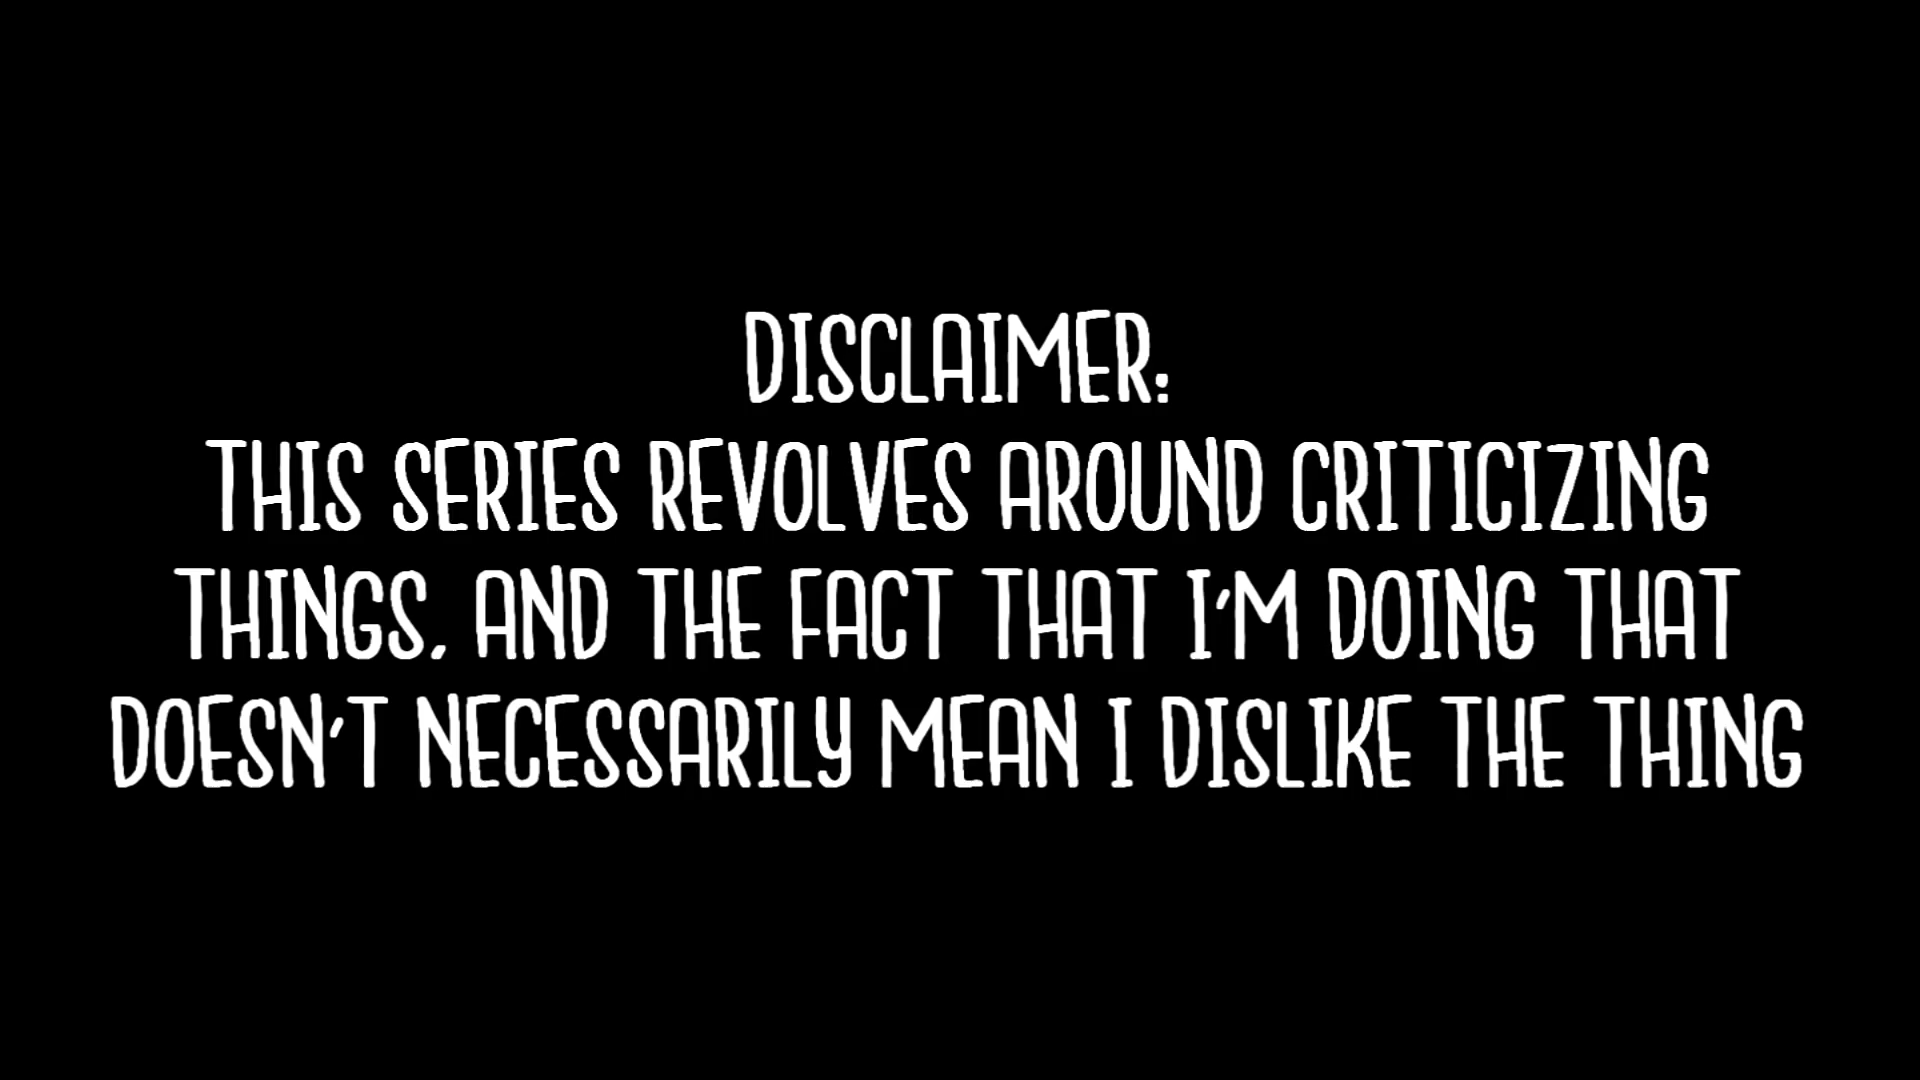 DISCLAIMER:
THIS SERIES REVOLVES AROUND CRITICIZING
THINGS, AND THE FACT THAT I'M DOING THAT
DOESN'T NECESSARILY MEAN I DISLIKE THE THING